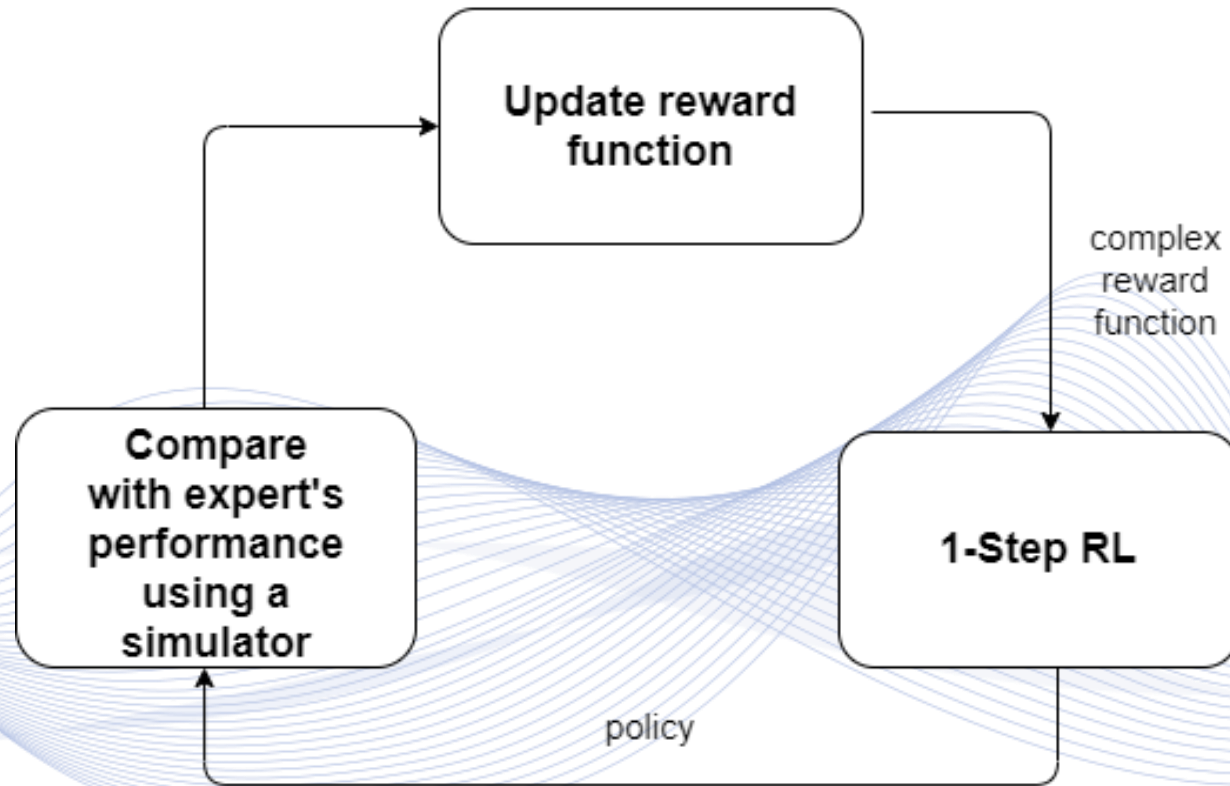 Update reward
function
complex
reward
function
Compare
with expert's
performance
using a
simulator
1-Step RL
policy